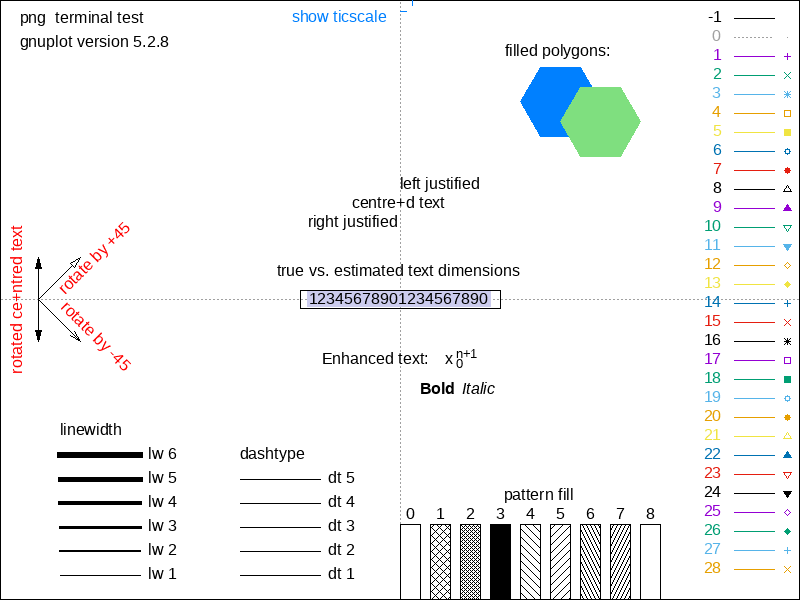 png  terminal test
gnuplot version 5.2.8
show ticscale
filled polygons:
left justified
centre+d text
right justified
rotated ce+ntred text
rotate by +45
rotate by -45
true vs. estimated text dimensions
12345678901234567890
Enhanced text:    x n+1 0
Bold  Italic
linewidth
lw 6
lw 5
lw 4
lw 3
lw 2
lw 1
dashtype
dt 5
dt 4
dt 3
dt 2
dt 1
pattern fill
0 1 2 3 4 5 6 7 8
-1
0
1
2
3
4
5
6
7
8
9
10
11
12
13
14
15
16
17
18
19
20
21
22
23
24
25
26
27
28